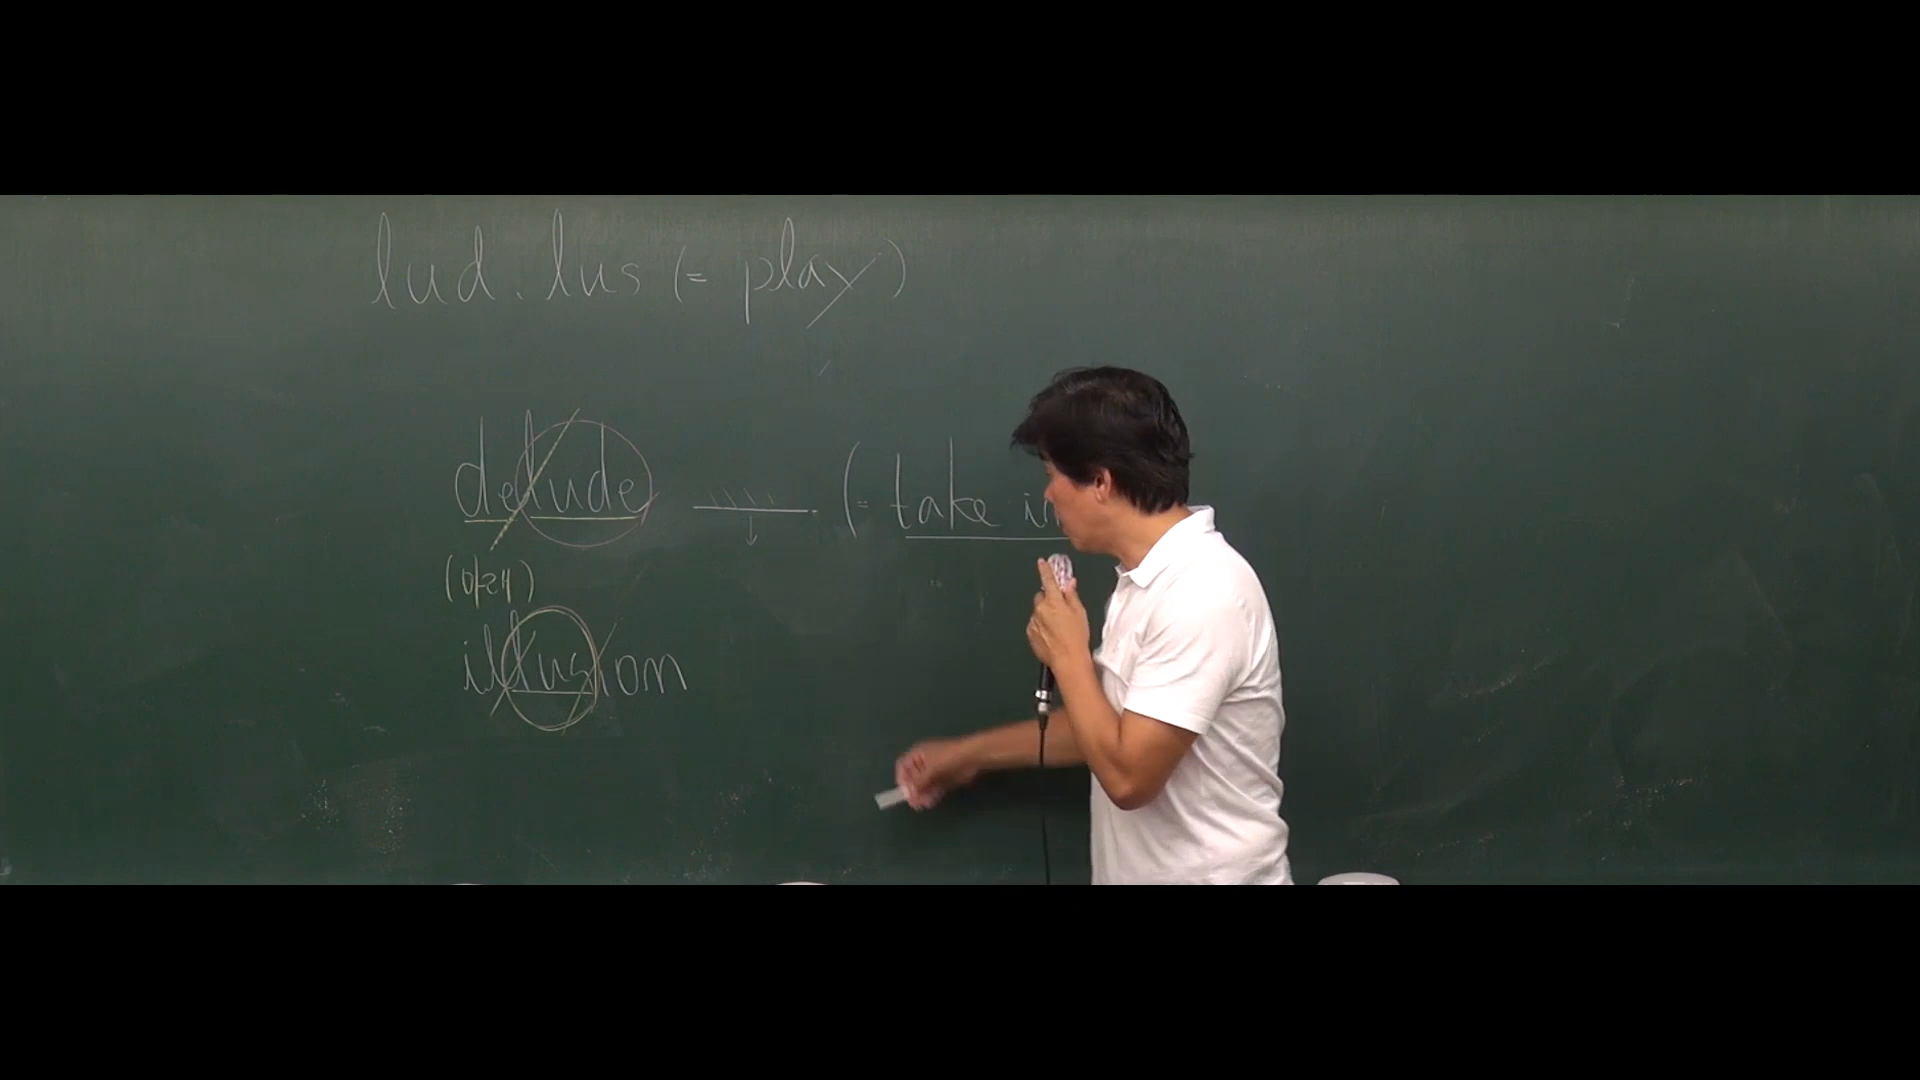 lud. lus (= play)
delude (= take in
(아래)
illusion